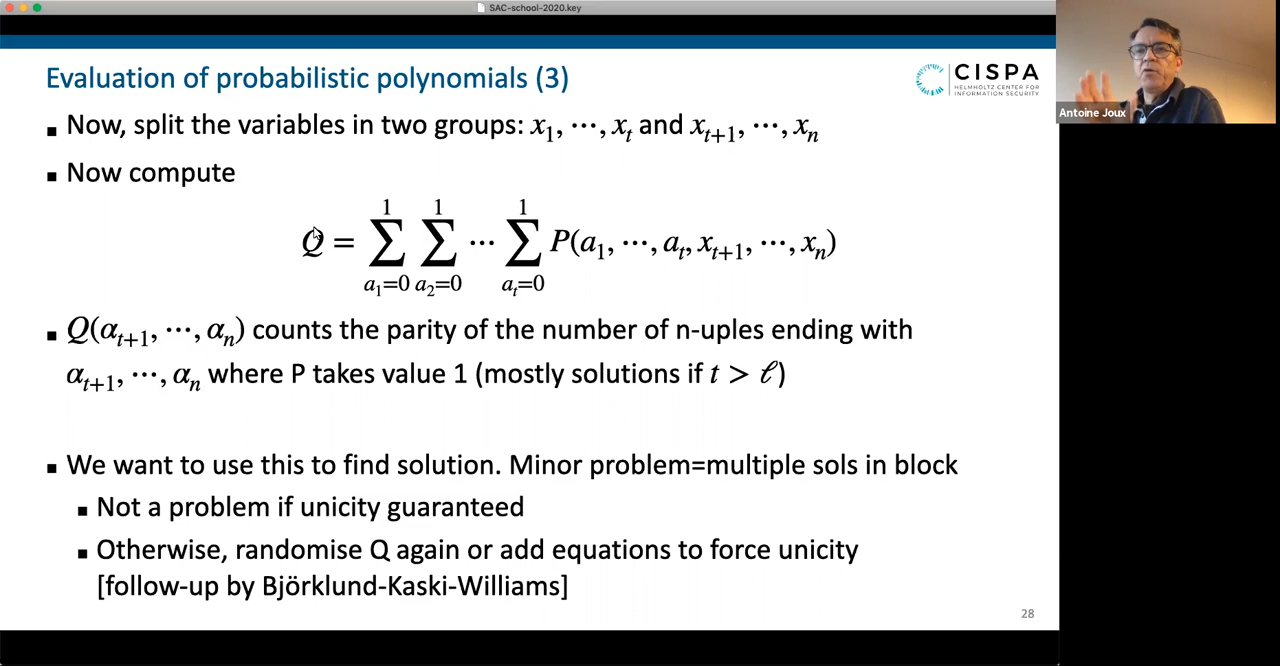 SAC-school-2020.key
Evaluation of probabilistic polynomials (3)
CISPA
HELMHOLTZ CENTER FOR
INFORMATION SECURITY
Antoine Joux
▪ Now, split the variables in two groups: x₁, ⋯, xₜ and xₜ₊₁, ⋯, xₙ
▪ Now compute
Q = ∑_{a₁=0}^{1} ∑_{a₂=0}^{1} ⋯ ∑_{aₜ=0}^{1} P(a₁, ⋯, aₜ, xₜ₊₁, ⋯, xₙ)
▪ Q(αₜ₊₁, ⋯, αₙ) counts the parity of the number of n-uples ending with
αₜ₊₁, ⋯, αₙ where P takes value 1 (mostly solutions if t > ℓ)
▪ We want to use this to find solution. Minor problem=multiple sols in block
▪ Not a problem if unicity guaranteed
▪ Otherwise, randomise Q again or add equations to force unicity
[follow-up by Björklund-Kaski-Williams]
28